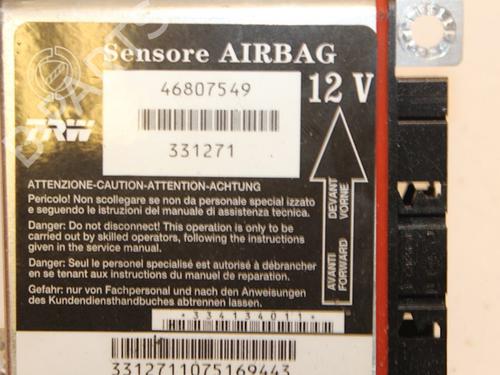 Sensore AIRBAG
46807549
12 V
TRW
331271
DEVANT
VORNE
AVANTI
FORWARD
ATTENZIONE-CAUTION-ATTENTION-ACHTUNG
Pericolo! Non scollegare se non da personale special izzato
e seguendo le istruzioni del manuale di assistenza tecnica.
Danger: Do not disconnect! This operation is only to be
carried out by skilled operators, following the instructions
given in the service manual.
Danger: Seul le personel spécialisé est autorisé à débrancher
en se tenant aux instructions du manuel de reparation.
Gefahr: nur von Fachpersonal und nach den Anweisungen
des Kundendiensthandbuches abtrennen lassen.
*334134011*
3312711075169443